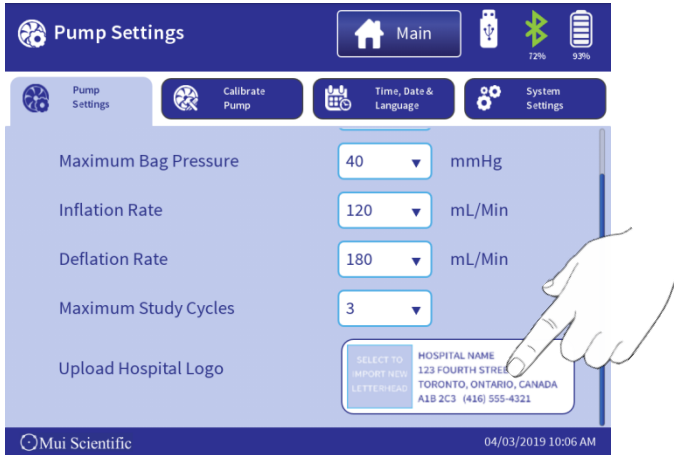 Pump Settings
Main
72%
93%
Pump
Settings
Calibrate
Pump
Time, Date &
Language
System
Settings
Maximum Bag Pressure
40
mmHg
Inflation Rate
120
mL/Min
Deflation Rate
180
mL/Min
Maximum Study Cycles
3
Upload Hospital Logo
SELECT TO
IMPORT NEW
LETTERHEAD
HOSPITAL NAME
123 FOURTH STREE
TORONTO, ONTARIO, CANADA
A1B 2C3 (416) 555-4321
Mui Scientific
04/03/2019 10:06 AM